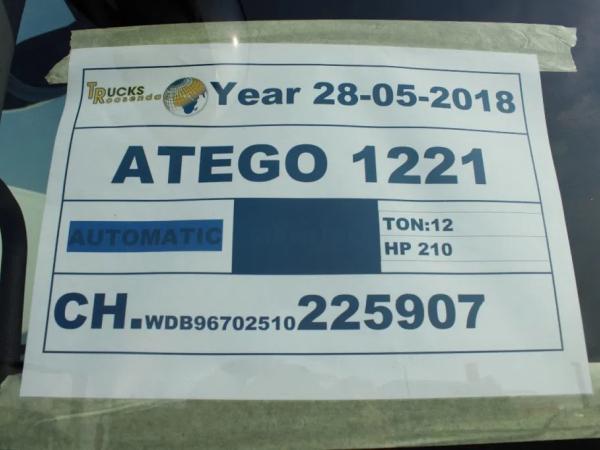 TRUCKS Roosendaal Year 28-05-2018
ATEGO 1221
AUTOMATIC
TON:12
HP 210
CH.WDB96702510225907